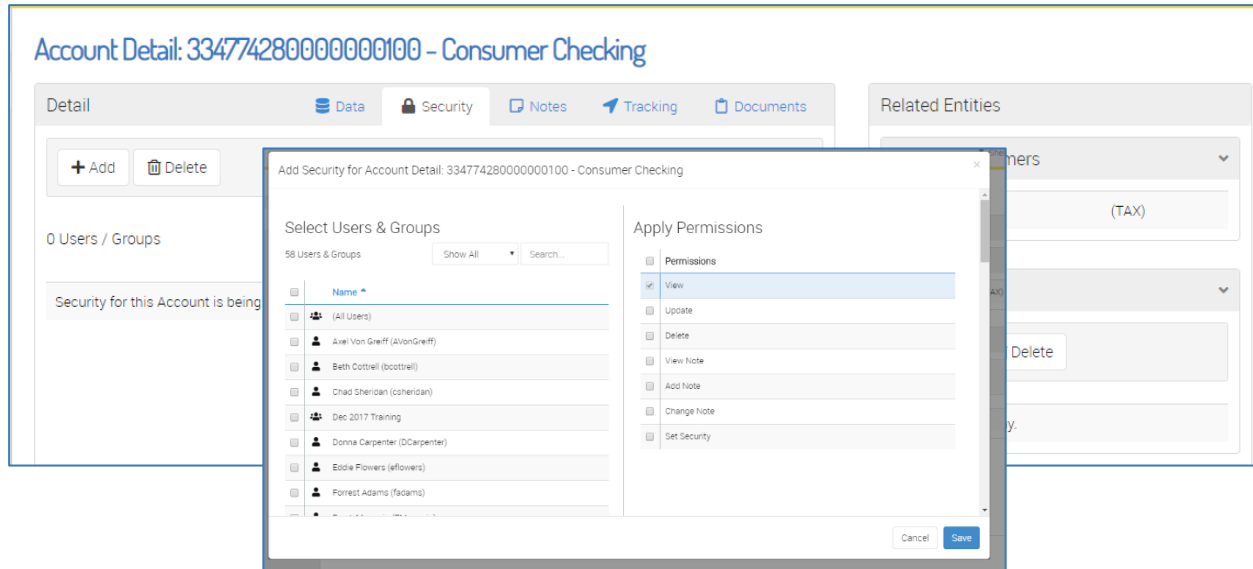 Account Detail: 334774280000000100 - Consumer Checking
Detail
Data
Security
Notes
Tracking
Documents
Related Entities
Add
Delete
0 Users / Groups
Security for this Account is being
mers
(TAX)
Delete
y.
Add Security for Account Detail: 334774280000000100 - Consumer Checking
×
Select Users & Groups
58 Users & Groups
Show All
Search...
Name
(All Users)
Axel Von Greiff (AVonGreiff)
Beth Cottrell (bcottrell)
Chad Sheridan (csheridan)
Dec 2017 Training
Donna Carpenter (DCarpenter)
Eddie Flowers (eflowers)
Forrest Adams (fadams)
Apply Permissions
Permissions
View
Update
Delete
View Note
Add Note
Change Note
Set Security
Cancel
Save